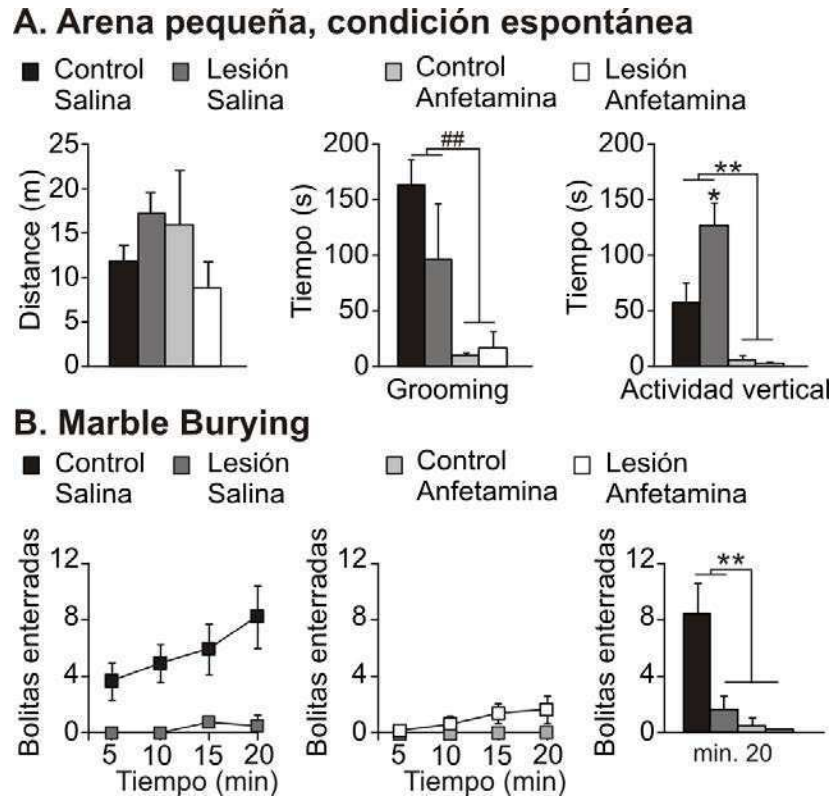 A. Arena pequeña, condición espontánea
Control Salina
Lesión Salina
Control Anfetamina
Lesión Anfetamina
Distance (m)
25
20
15
10
5
0
Tiempo (s)
200
150
100
50
0
##
Grooming
Tiempo (s)
200
150
100
50
0
**
*
Actividad vertical
B. Marble Burying
Control Salina
Lesión Salina
Control Anfetamina
Lesión Anfetamina
Bolitas enterradas
12
8
4
0
5 10 15 20
Tiempo (min)
Bolitas enterradas
12
8
4
0
5 10 15 20
Tiempo (min)
Bolitas enterradas
12
8
4
0
**
min. 20